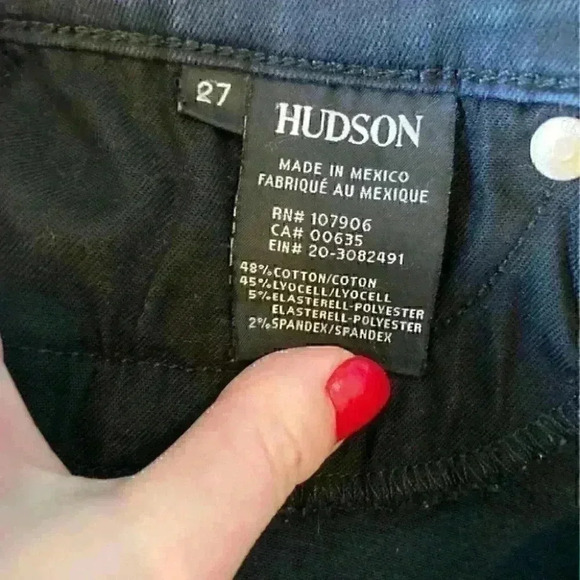 27
HUDSON
MADE IN MEXICO
FABRIQUÉ AU MEXIQUE
RN# 107906
CA# 00635
EIN# 20-3082491
48%COTTON/COTON
45%LYOCELL/LYOCELL
5%ELASTERELL-POLYESTER
ELASTERELL-POLYESTER
2%SPANDEX/SPANDEX